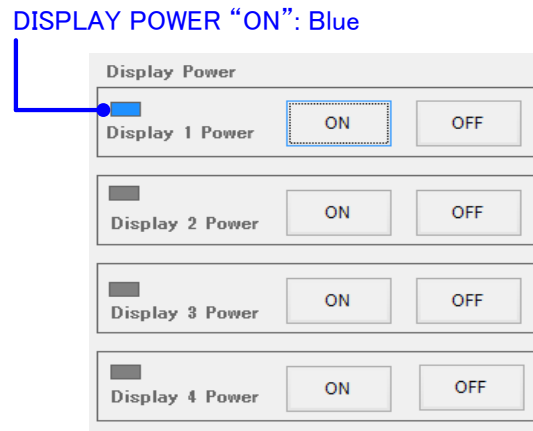 DISPLAY POWER “ON”: Blue
Display Power
Display 1 Power ON OFF
Display 2 Power ON OFF
Display 3 Power ON OFF
Display 4 Power ON OFF